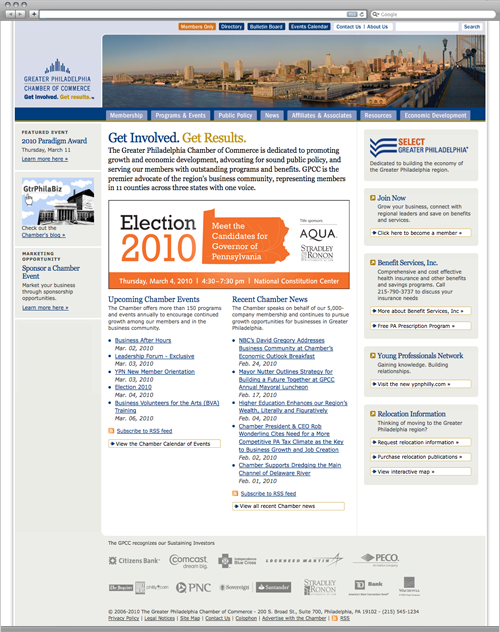 Google
Members Only
Directory
Bulletin Board
Events Calendar
Contact Us | About Us
Search
GREATER PHILADELPHIA
CHAMBER OF COMMERCE
Get involved. Get results.
Membership
Programs & Events
Public Policy
News
Affiliates & Associates
Resources
Economic Development
FEATURED EVENT
2010 Paradigm Award
Thursday, March 11
Learn more here »
GtrPhilaBiz
Check out the
Chamber's blog »
MARKETING
OPPORTUNITY
Sponsor a Chamber
Event
Market your business
through sponsorship
opportunities.
Learn more here »
Get Involved. Get Results.
The Greater Philadelphia Chamber of Commerce is dedicated to promoting
growth and economic development, advocating for sound public policy, and
serving our members with outstanding programs and benefits. GPCC is the
premier advocate of the region's business community, representing members
in 11 counties across three states with one voice.
Election
2010
Meet the
Candidates for
Governor of
Pennsylvania
Title sponsors
AQUA
STRADLEY
RONON
Thursday, March 4, 2010 | 4:30–7:30 pm | National Constitution Center
Upcoming Chamber Events
The Chamber offers more than 150 programs
and events annually to encourage continued
growth among our members and in the
business community.
Business After Hours
Mar. 02, 2010
Leadership Forum - Exclusive
Mar. 03, 2010
YPN New Member Orientation
Mar. 03, 2010
Election 2010
Mar. 04, 2010
Business Volunteers for the Arts (BVA)
Training
Mar. 06, 2010
Subscribe to RSS feed
View the Chamber Calendar of Events
Recent Chamber News
The Chamber speaks on behalf of our 5,000-
company membership and continues to pursue
growth opportunities for businesses in Greater
Philadelphia.
NBC's David Gregory Addresses
Business Community at Chamber's
Economic Outlook Breakfast
Feb. 24, 2010
Mayor Nutter Outlines Strategy for
Building a Future Together at GPCC
Annual Mayoral Luncheon
Feb. 17, 2010
Higher Education Enhances our Region's
Wealth, Literally and Figuratively
Feb. 04, 2010
Chamber President & CEO Rob
Wonderling Cites Need for a More
Competitive PA Tax Climate as the Key
to Business Growth and Job Creation
Feb. 02, 2010
Chamber Supports Dredging the Main
Channel of Delaware River
Feb. 01, 2010
Subscribe to RSS feed
View all recent Chamber news
SELECT
GREATER PHILADELPHIA
Dedicated to building the economy of
the Greater Philadelphia region.
Join Now
Grow your business, connect with
regional leaders and save on benefits
and services.
Click here to become a member »
Benefit Services, Inc.
Comprehensive and cost effective
health insurance and other benefits
and savings programs. Call
215-790-3737 to discuss your
insurance needs
More about Benefit Services, Inc »
Free PA Prescription Program »
Young Professionals Network
Gaining knowledge. Building
relationships.
Visit the new ypnphilly.com »
Relocation Information
Thinking of moving to the Greater
Philadelphia region?
Request relocation information »
Purchase relocation publications »
View interactive map »
The GPCC recognizes our Sustaining Investors
Citizens Bank
Comcast
dream big.
Independence
Blue Cross
LOCKHEED MARTIN
PECO.
philly.com
PNC
Sovereign
Santander
STRADLEY
RONON
TD Bank
WACHOVIA
© 2006-2010 The Greater Philadelphia Chamber of Commerce - 200 S. Broad St., Suite 700, Philadelphia, PA 19102 - (215) 545-1234
Privacy Policy | Legal Notices | Site Map | Contact Us | Colophon | Advertise with the Chamber | RSS